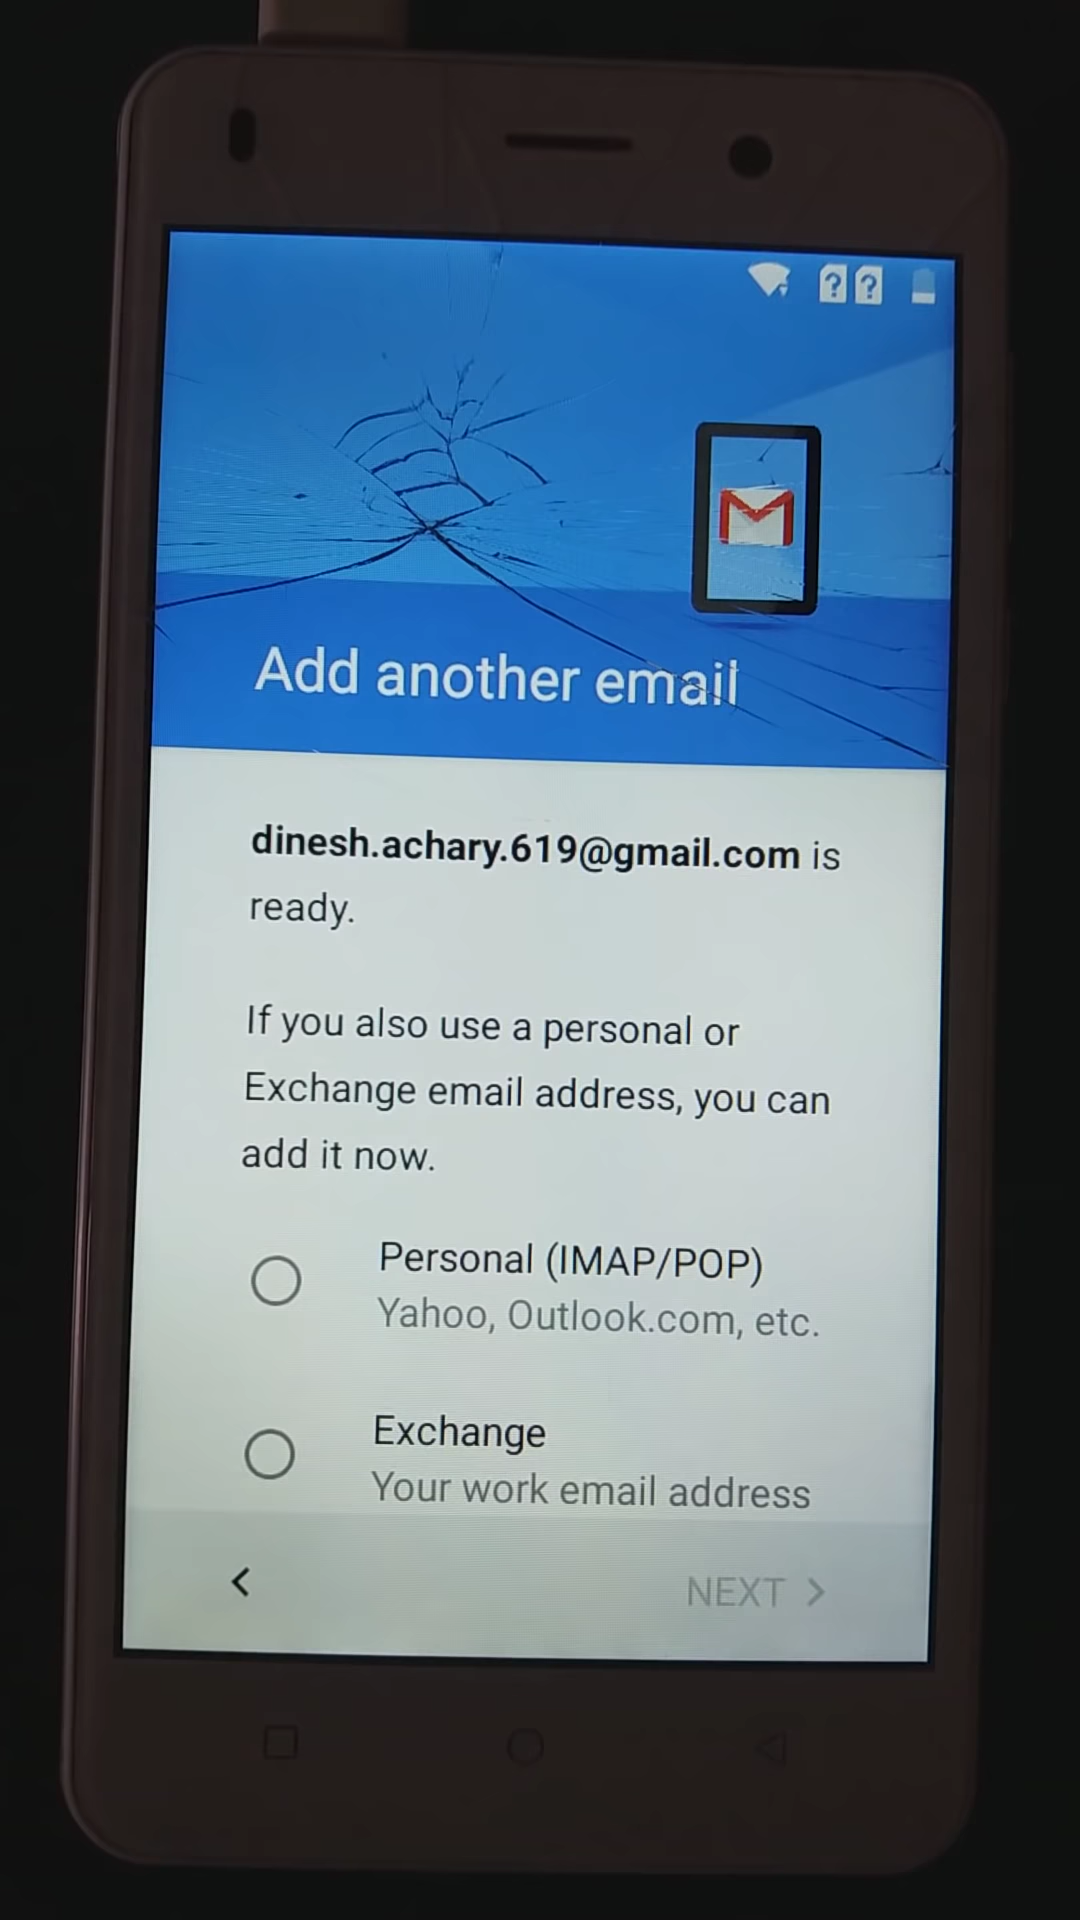 ? ?
Add another email
dinesh.achary.619@gmail.com is
ready.
If you also use a personal or
Exchange email address, you can
add it now.
Personal (IMAP/POP)
Yahoo, Outlook.com, etc.
Exchange
Your work email address
NEXT